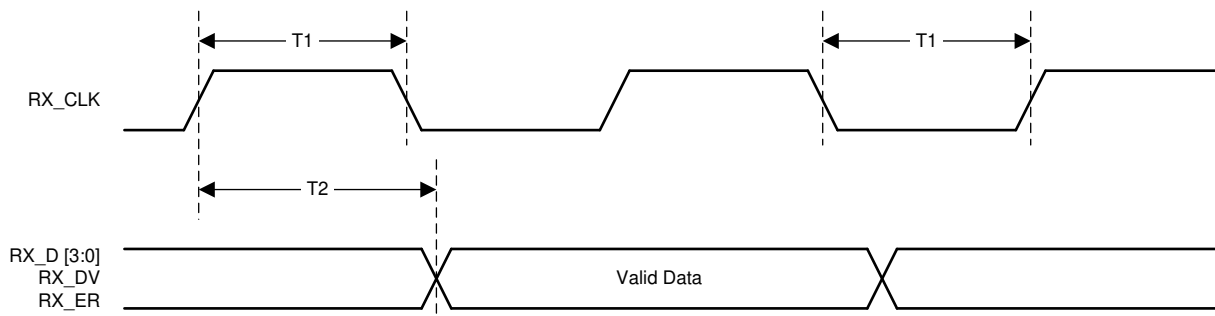 T1
T1
RX_CLK
T2
RX_D [3:0]
RX_DV
Valid Data
RX_ER